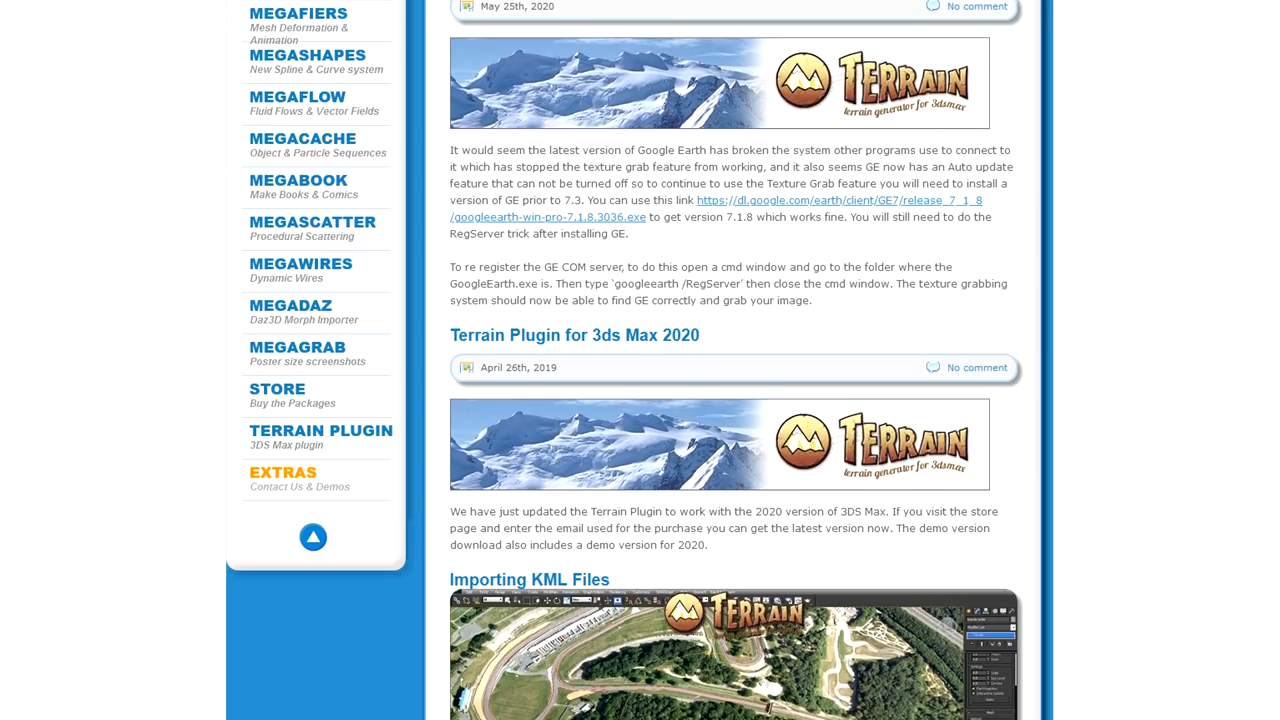 MEGAFIERS
Mesh Deformation &
Animation
MEGASHAPES
New Spline & Curve system
MEGAFLOW
Fluid Flows & Vector Fields
MEGACACHE
Object & Particle Sequences
MEGABOOK
Make Books & Comics
MEGASCATTER
Procedural Scattering
MEGAWIRES
Dynamic Wires
MEGADAZ
Daz3D Morph Importer
MEGAGRAB
Poster size screenshots
STORE
Buy the Packages
TERRAIN PLUGIN
3DS Max plugin
EXTRAS
Contact Us & Demos
May 25th, 2020
No comment
TERRAIN
terrain generator for 3dsmax
It would seem the latest version of Google Earth has broken the system other programs use to connect to
it which has stopped the texture grab feature from working, and it also seems GE now has an Auto update
feature that can not be turned off so to continue to use the Texture Grab feature you will need to install a
version of GE prior to 7.3. You can use this link https://dl.google.com/earth/client/GE7/release_7_1_8
/googleearth-win-pro-7.1.8.3036.exe to get version 7.1.8 which works fine. You will still need to do the
RegServer trick after installing GE.
To re register the GE COM server, to do this open a cmd window and go to the folder where the
GoogleEarth.exe is. Then type ‘googleearth /RegServer’ then close the cmd window. The texture grabbing
system should now be able to find GE correctly and grab your image.
Terrain Plugin for 3ds Max 2020
April 26th, 2019
No comment
TERRAIN
terrain generator for 3dsmax
We have just updated the Terrain Plugin to work with the 2020 version of 3DS Max. If you visit the store
page and enter the email used for the purchase you can get the latest version now. The demo version
download also includes a demo version for 2020.
Importing KML Files
TERRAIN